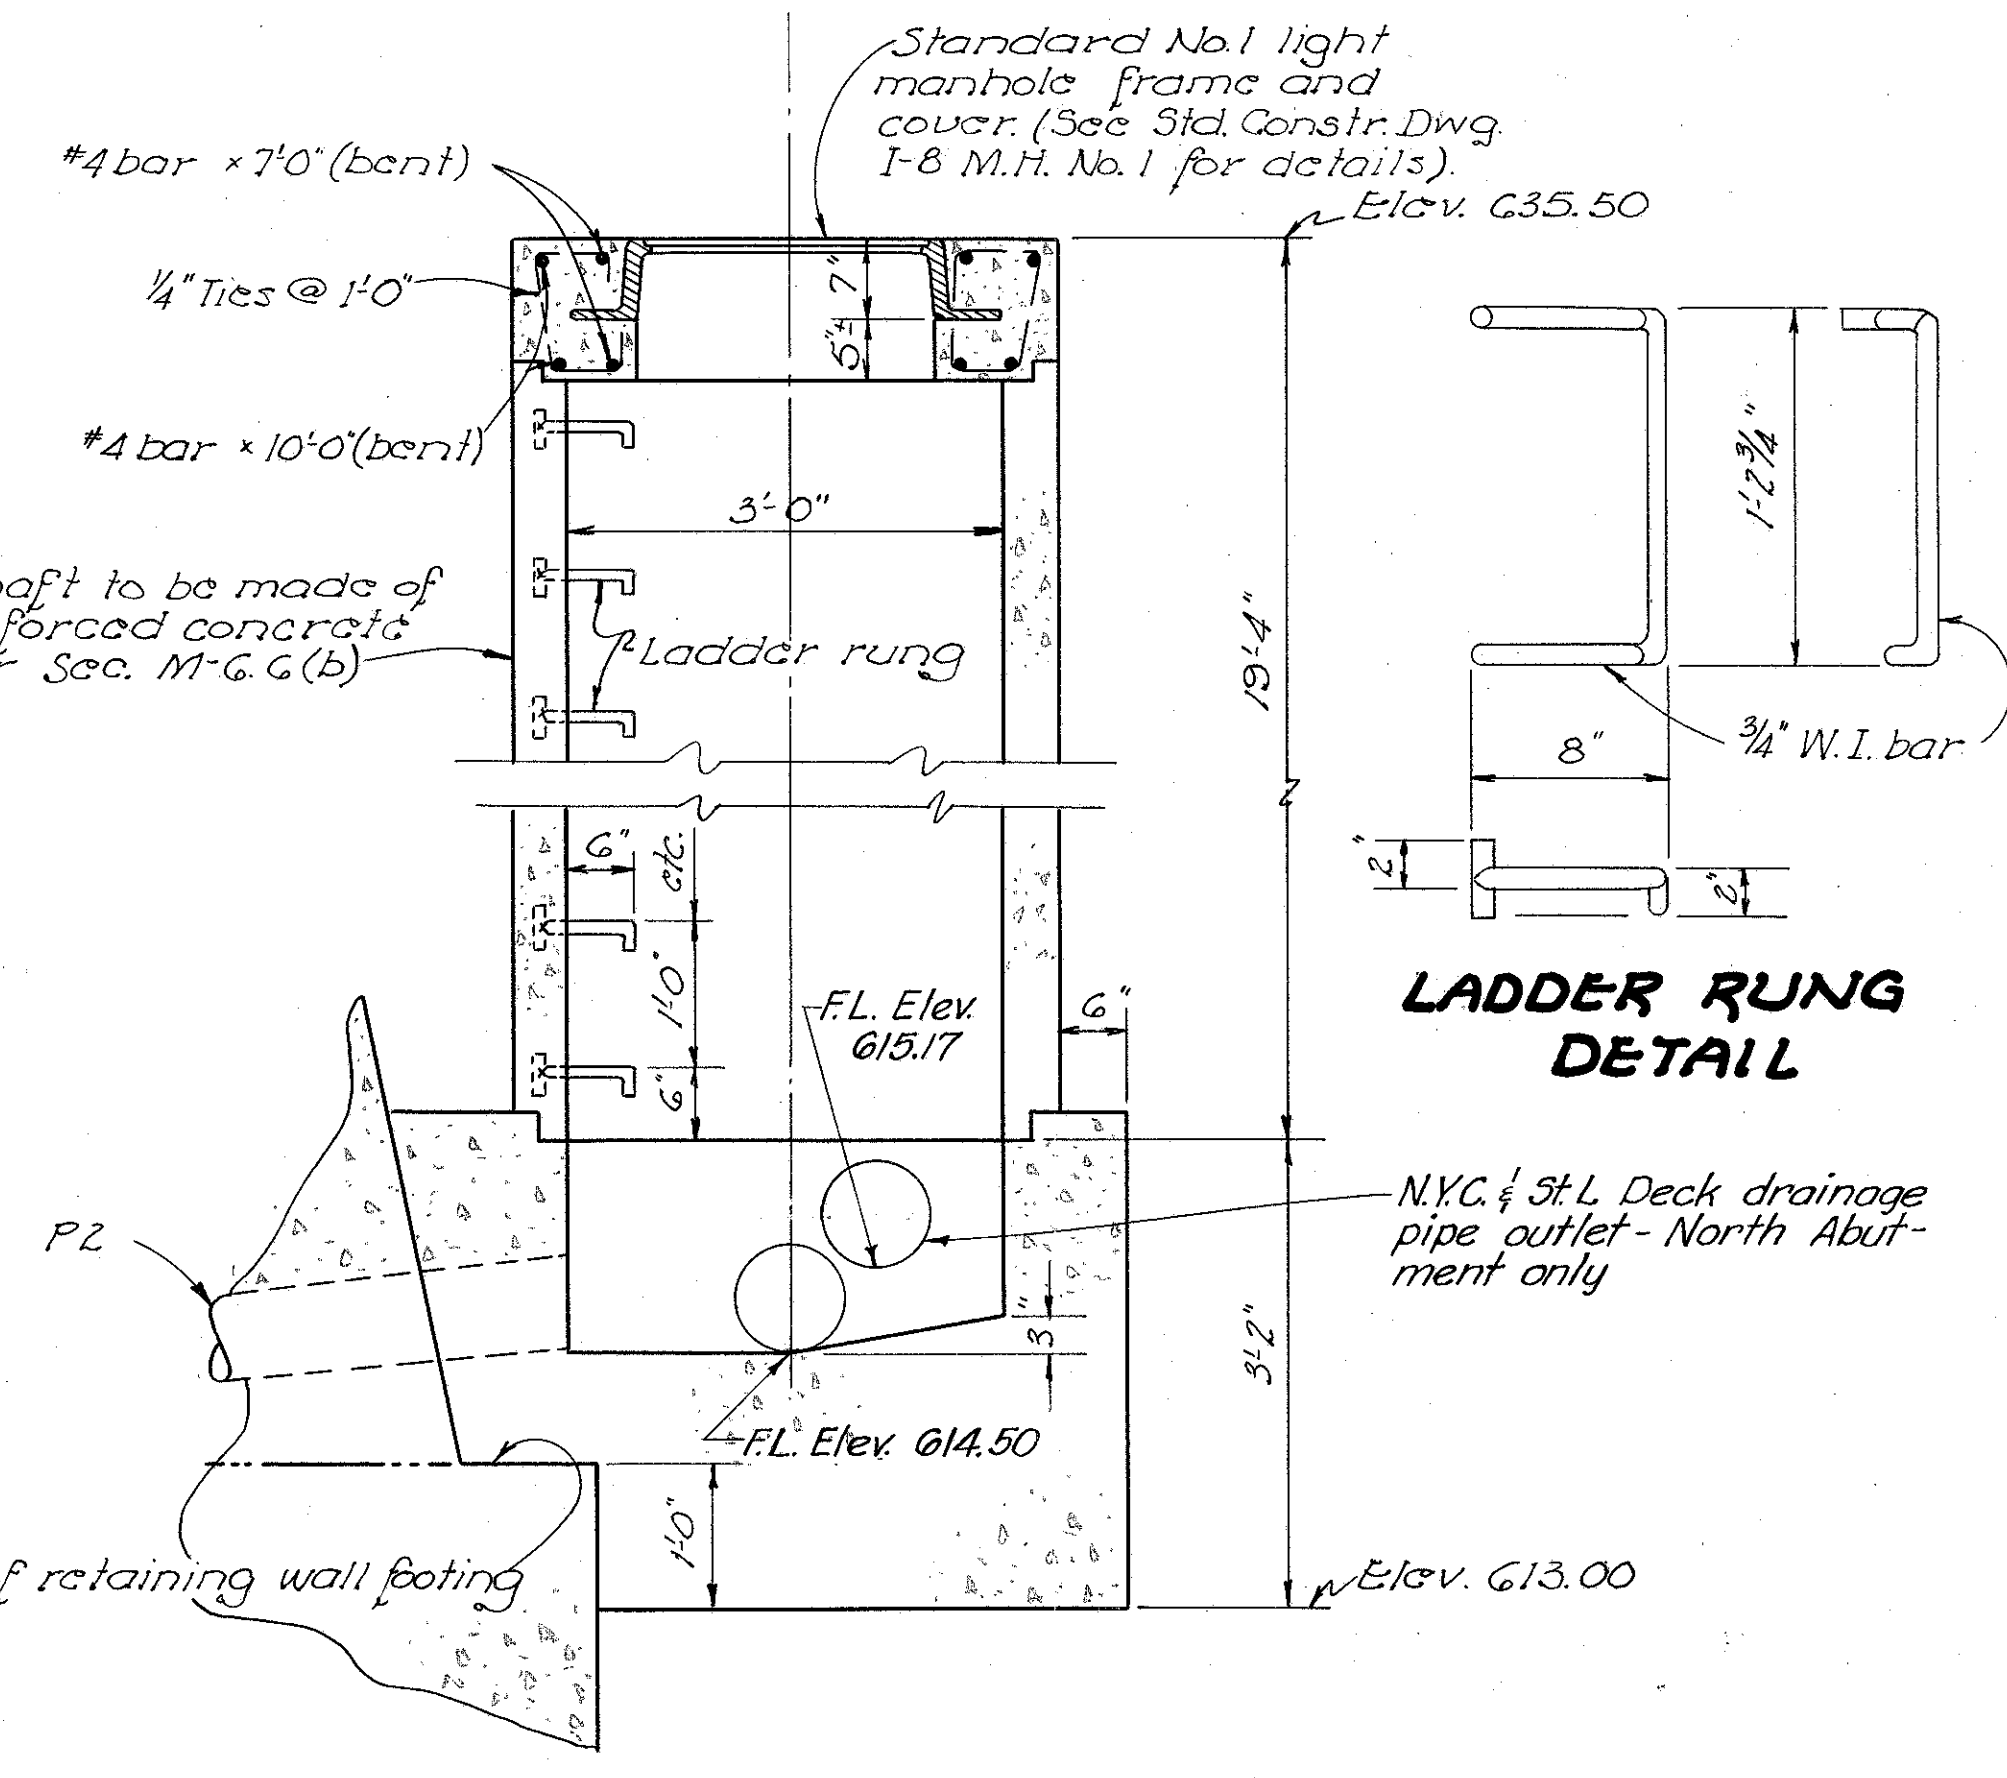 Standard No.1 light
manhole frame and
cover. (See Std. Constr. Dwg.
I-8 M.H. No. 1 for details).
Elev. 635.50
#4 bar × 7'-0" (bent)
1/4" Ties @ 1'-0"
7"
5"±
#4 bar × 10'-0" (bent)
3'-0"
aft to be made of
forced concrete
Sec. M-6.6(b)
Ladder rung
19'-4"
1'-2 3/4"
8"
3/4" W.I. bar
2"
2"
LADDER RUNG
DETAIL
6"
etc.
1'-0"
6"
F.L. Elev.
615.17
6"
P2
N.Y.C. & St. L Deck drainage
pipe outlet - North Abut-
ment only
3"
3'-2"
F.L. Elev. 614.50
1'-0"
f retaining wall footing
Elev. 613.00